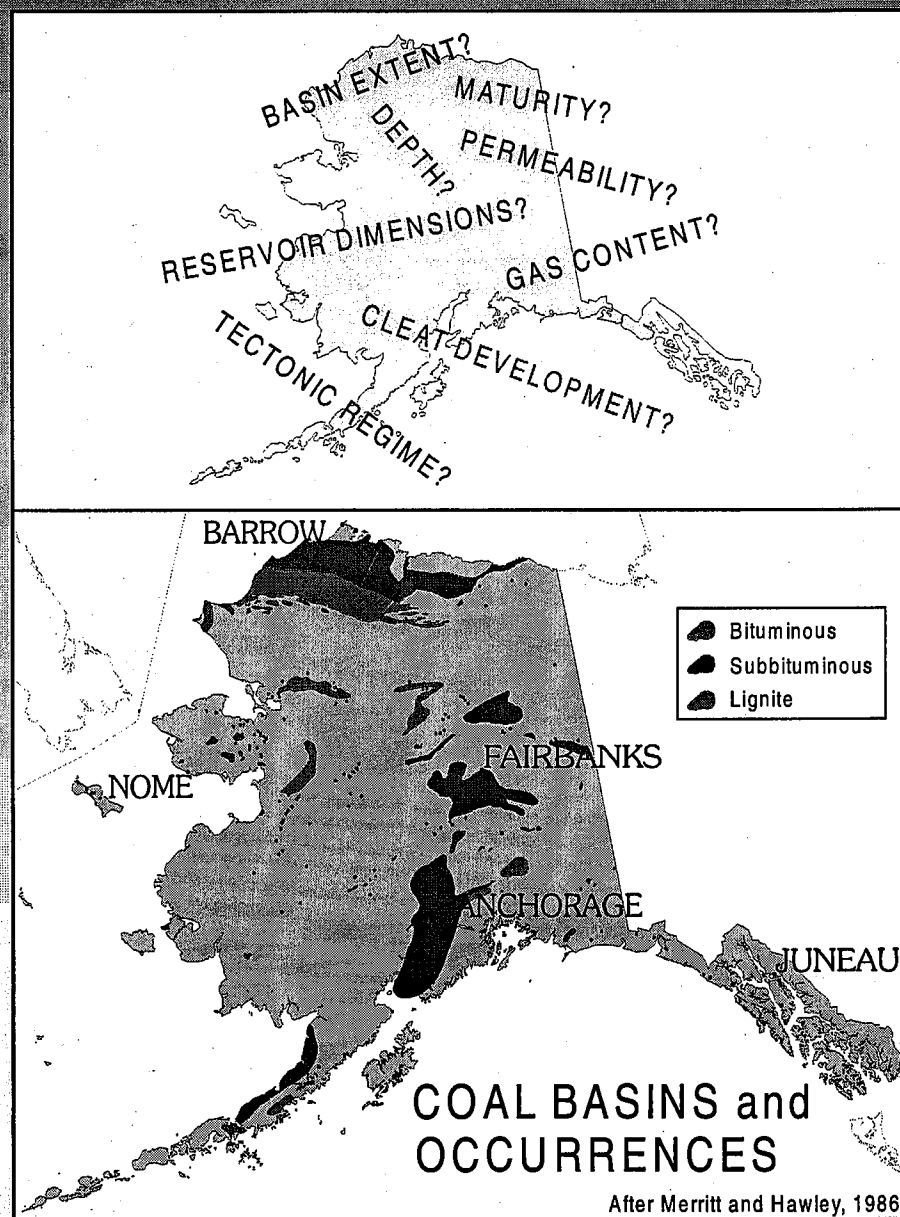 BASIN EXTENT?
MATURITY?
DEPTH?
PERMEABILITY?
RESERVOIR DIMENSIONS?
GAS CONTENT?
CLEAT DEVELOPMENT?
TECTONIC REGIME?
BARROW
Bituminous
Subbituminous
Lignite
FAIRBANKS
NOME
ANCHORAGE
JUNEAU
COAL BASINS and
OCCURRENCES
After Merritt and Hawley, 1986